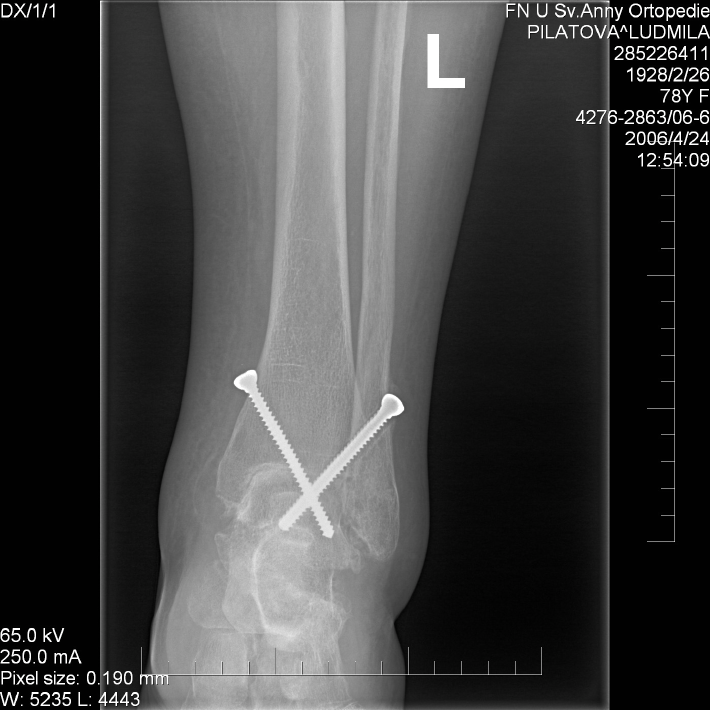 DX/1/1
FN U Sv.Anny Ortopedie
PILATOVA^LUDMILA
285226411
1928/2/26
78Y F
4276-2863/06-6
2006/4/24
12:54:09
L
65.0 kV
250.0 mA
Pixel size: 0.190 mm
W: 5235 L: 4443